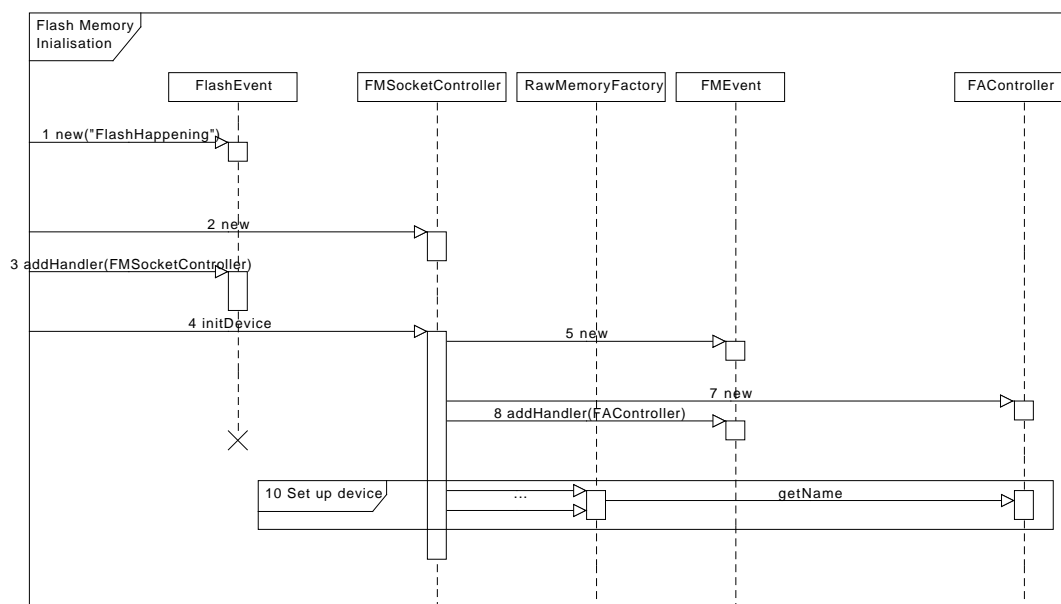 Flash Memory
Inialisation
FlashEvent
FMSocketController
RawMemoryFactory
FMEvent
FAController
1 new("FlashHappening")
2 new
3 addHandler(FMSocketController)
4 initDevice
5 new
7 new
8 addHandler(FAController)
10 Set up device
...
getName